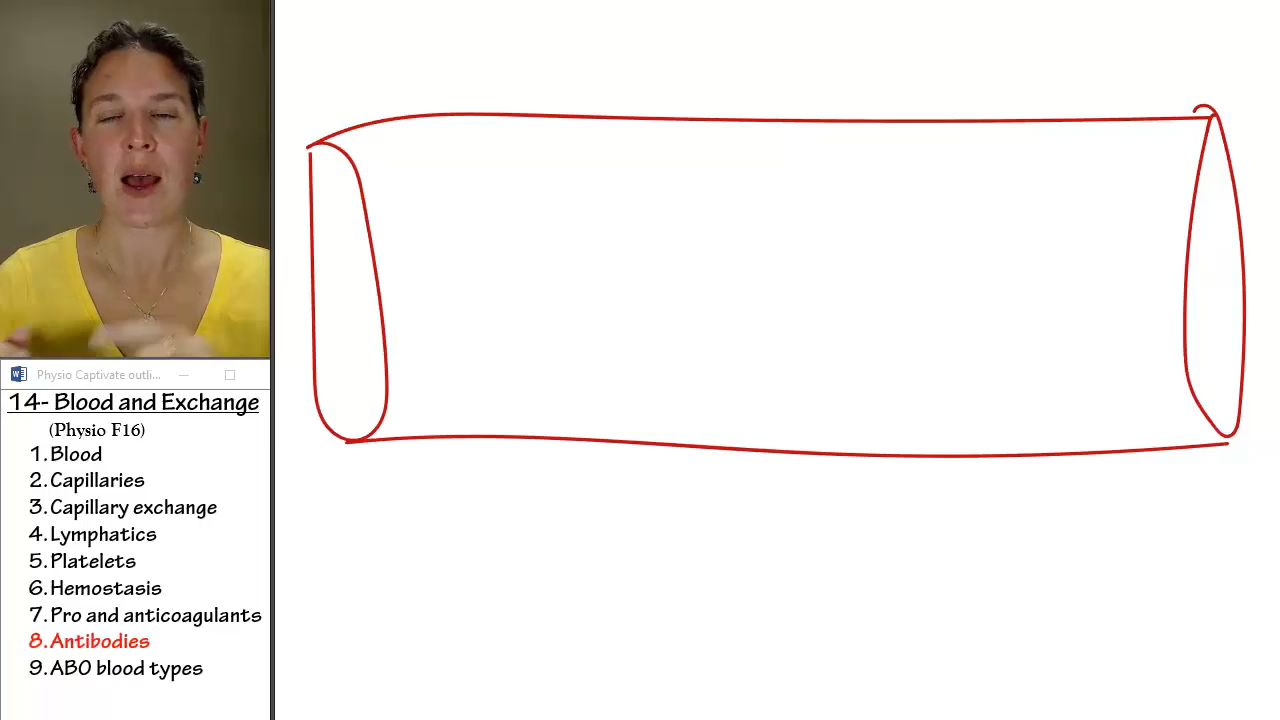 Physio Captivate outli...
14- Blood and Exchange
(Physio F16)
1. Blood
2. Capillaries
3. Capillary exchange
4. Lymphatics
5. Platelets
6. Hemostasis
7. Pro and anticoagulants
8. Antibodies
9. ABO blood types